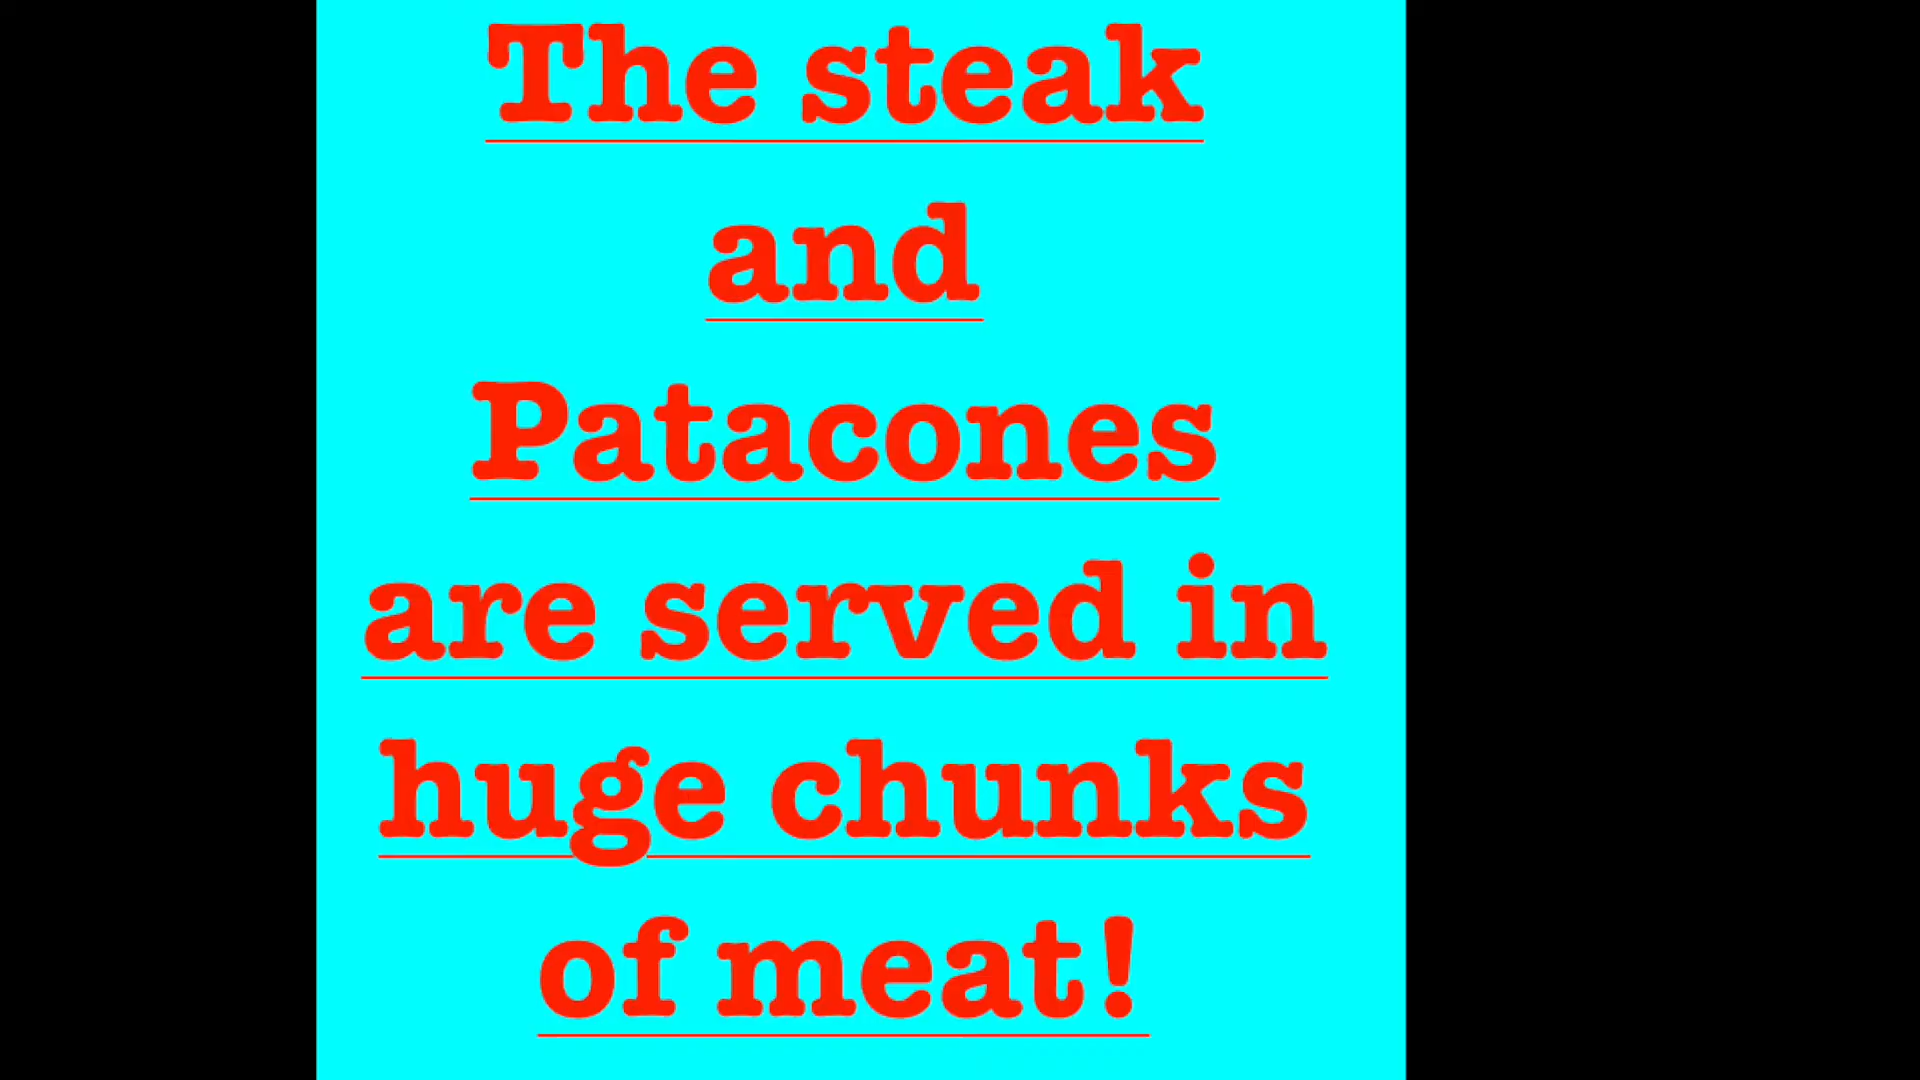 The steak
and
Patacones
are served in
huge chunks
of meat!